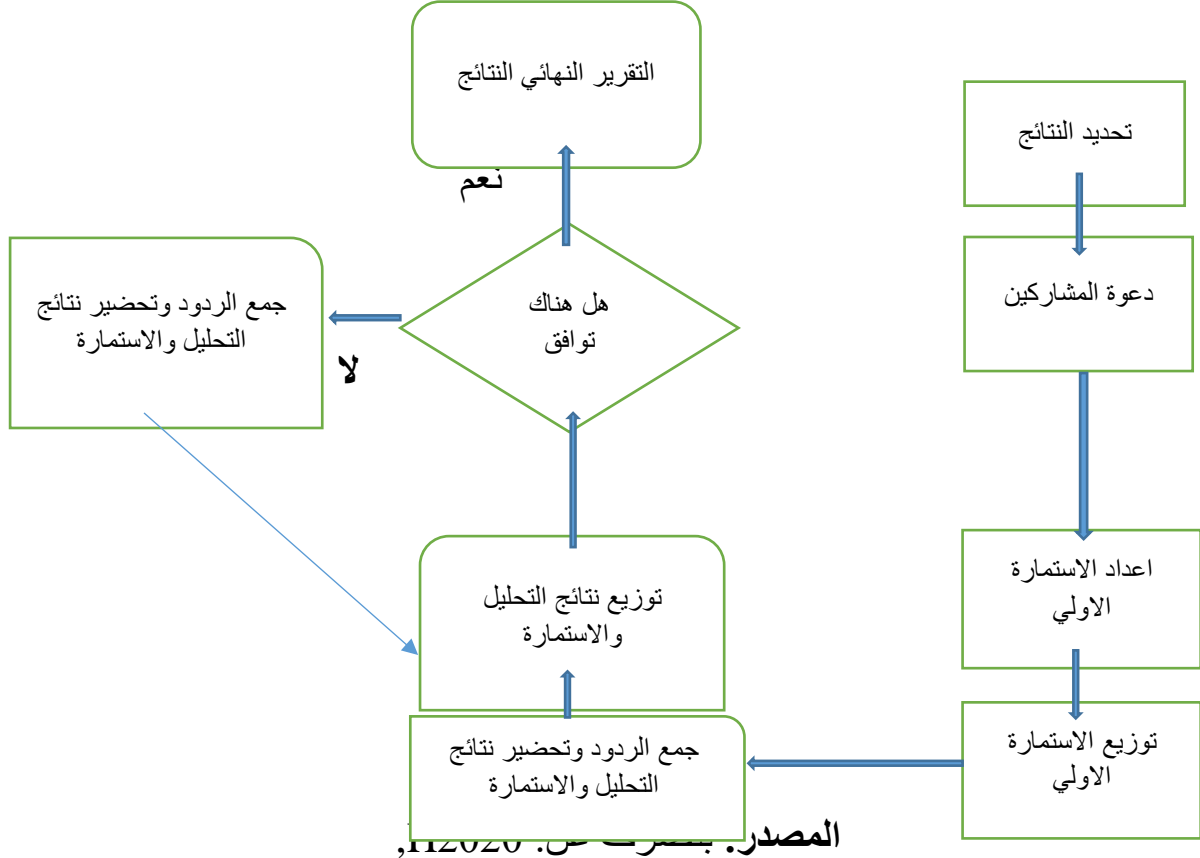 تحديد النتائج
دعوة المشاركين
اعداد الاستمارة
الاولي
توزيع الاستمارة
الاولي
جمع الردود وتحضير نتائج
التحليل والاستمارة
توزيع نتائج التحليل
والاستمارة
هل هناك
توافق
نعم
التقرير النهائي النتائج
لا
جمع الردود وتحضير نتائج
التحليل والاستمارة
المصدر: